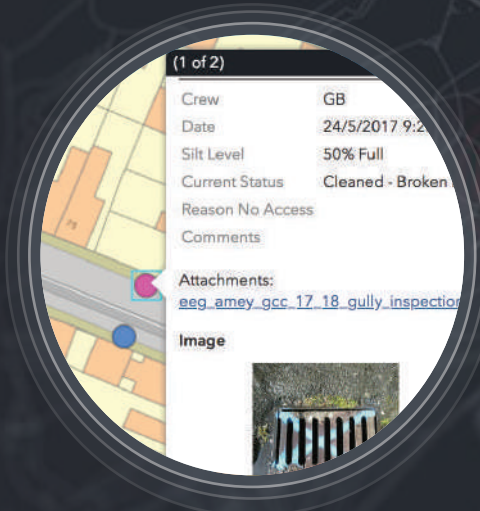 (1 of 2)
Crew GB
Date 24/5/2017 9:2
Silt Level 50% Full
Current Status Cleaned - Broken
Reason No Access
Comments
Attachments:
eeg_amey_gcc_17_18_gully_inspection
Image
75